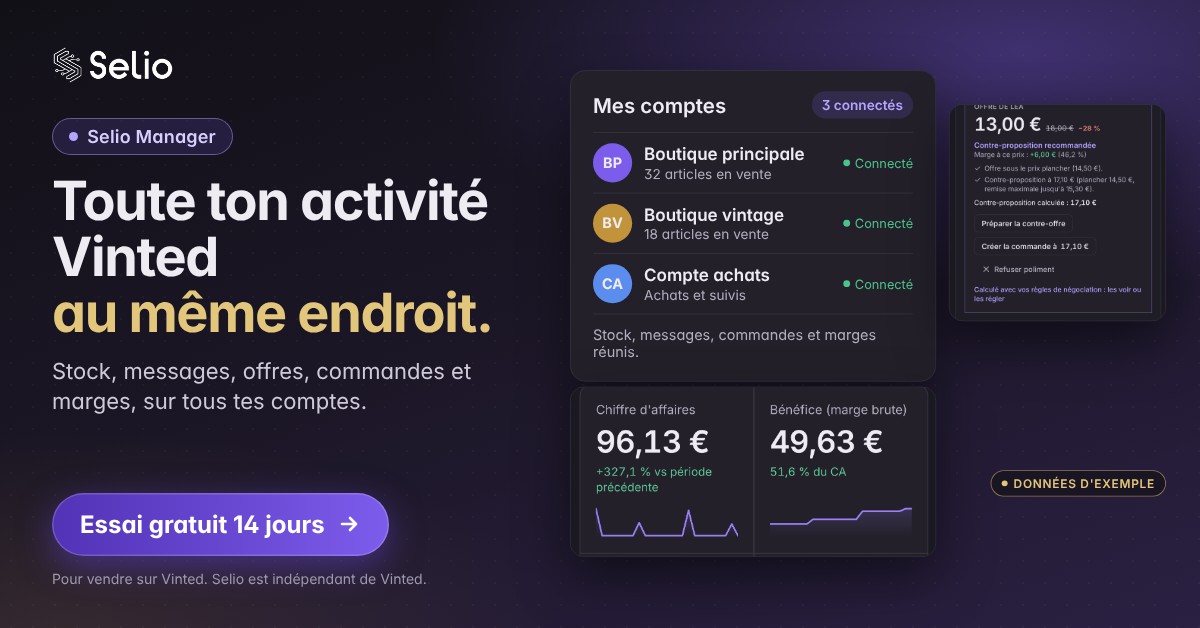 Selio
Selio Manager
Toute ton activité
Vinted
au même endroit.
Stock, messages, offres, commandes et
marges, sur tous tes comptes.
Essai gratuit 14 jours →
Pour vendre sur Vinted. Selio est indépendant de Vinted.
Mes comptes
3 connectés
BP
Boutique principale
32 articles en vente
Connecté
BV
Boutique vintage
18 articles en vente
Connecté
CA
Compte achats
Achats et suivis
Connecté
Stock, messages, commandes et marges
réunis.
Chiffre d'affaires
96,13 €
+327,1 % vs période
précédente
Bénéfice (marge brute)
49,63 €
51,6 % du CA
OFFRE DE LÉA
13,00 € 18,00 € −28 %
Contre-proposition recommandée
Marge à ce prix : +6,00 € (46,2 %)
✓ Offre sous le prix plancher (14,50 €).
✓ Contre-proposition à 17,10 € (plancher 14,50 €,
remise maximale jusqu'à 15,30 €).
Contre-proposition calculée : 17,10 €
Préparer la contre-offre
Créer la commande à 17,10 €
✕ Refuser poliment
Calculé avec vos règles de négociation : les voir ou
les régler
DONNÉES D'EXEMPLE